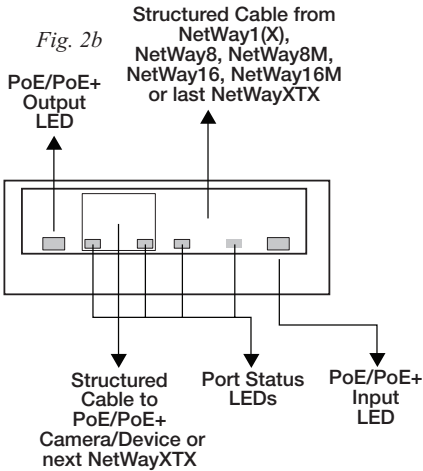 Fig. 2b
Structured Cable from
NetWay1(X),
NetWay8, NetWay8M,
NetWay16, NetWay16M
or last NetWayXTX
PoE/PoE+
Output
LED
Structured
Cable to
PoE/PoE+
Camera/Device or
next NetWayXTX
Port Status
LEDs
PoE/PoE+
Input
LED